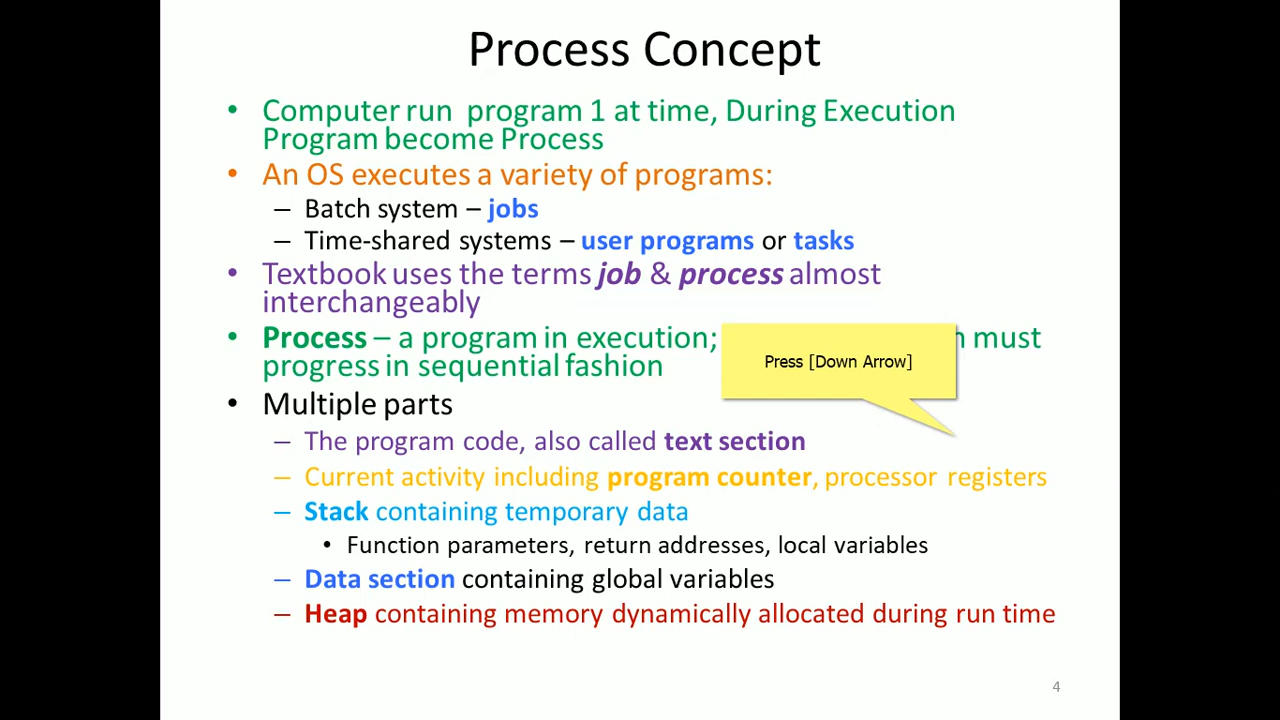 Process Concept
• Computer run program 1 at time, During Execution
Program become Process
• An OS executes a variety of programs:
– Batch system – jobs
– Time-shared systems – user programs or tasks
• Textbook uses the terms job & process almost
interchangeably
• Process – a program in execution; must
Press [Down Arrow]
progress in sequential fashion
• Multiple parts
– The program code, also called text section
– Current activity including program counter, processor registers
– Stack containing temporary data
• Function parameters, return addresses, local variables
– Data section containing global variables
– Heap containing memory dynamically allocated during run time
4